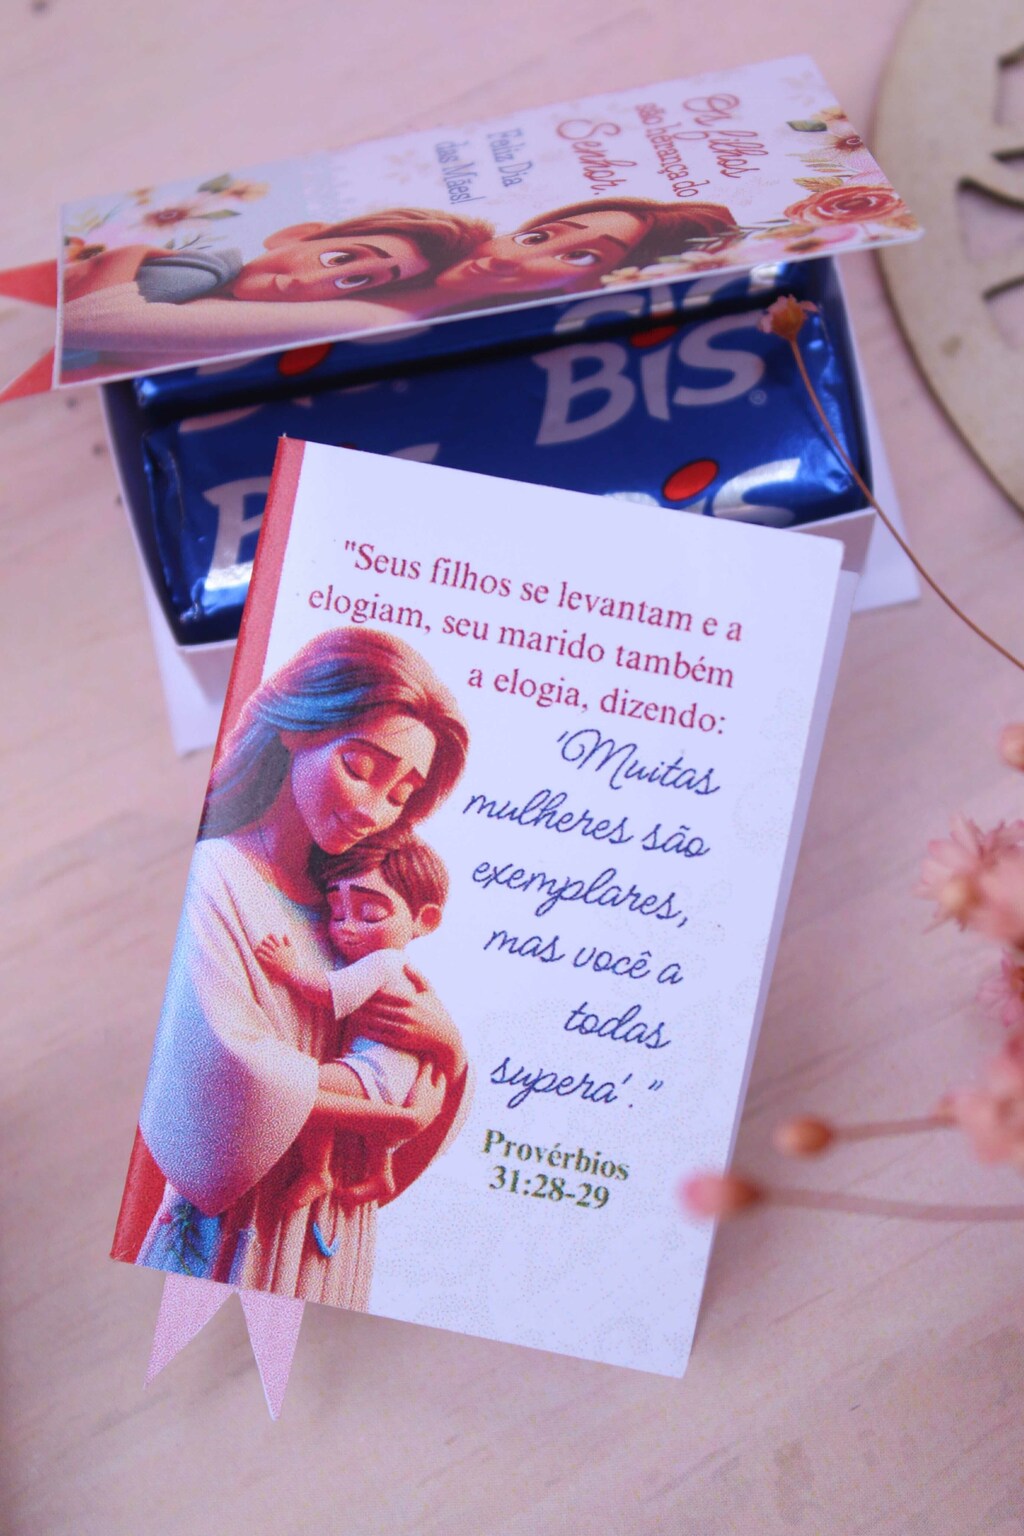 Os filhos
são herança do
Senhor.
Feliz Dia
das Mães!
BIS
BIS®
BIS
"Seus filhos se levantam e a
elogiam, seu marido também
a elogia, dizendo:
'Muitas
mulheres são
exemplares,
mas você a
todas
supera'."
Provérbios
31:28-29